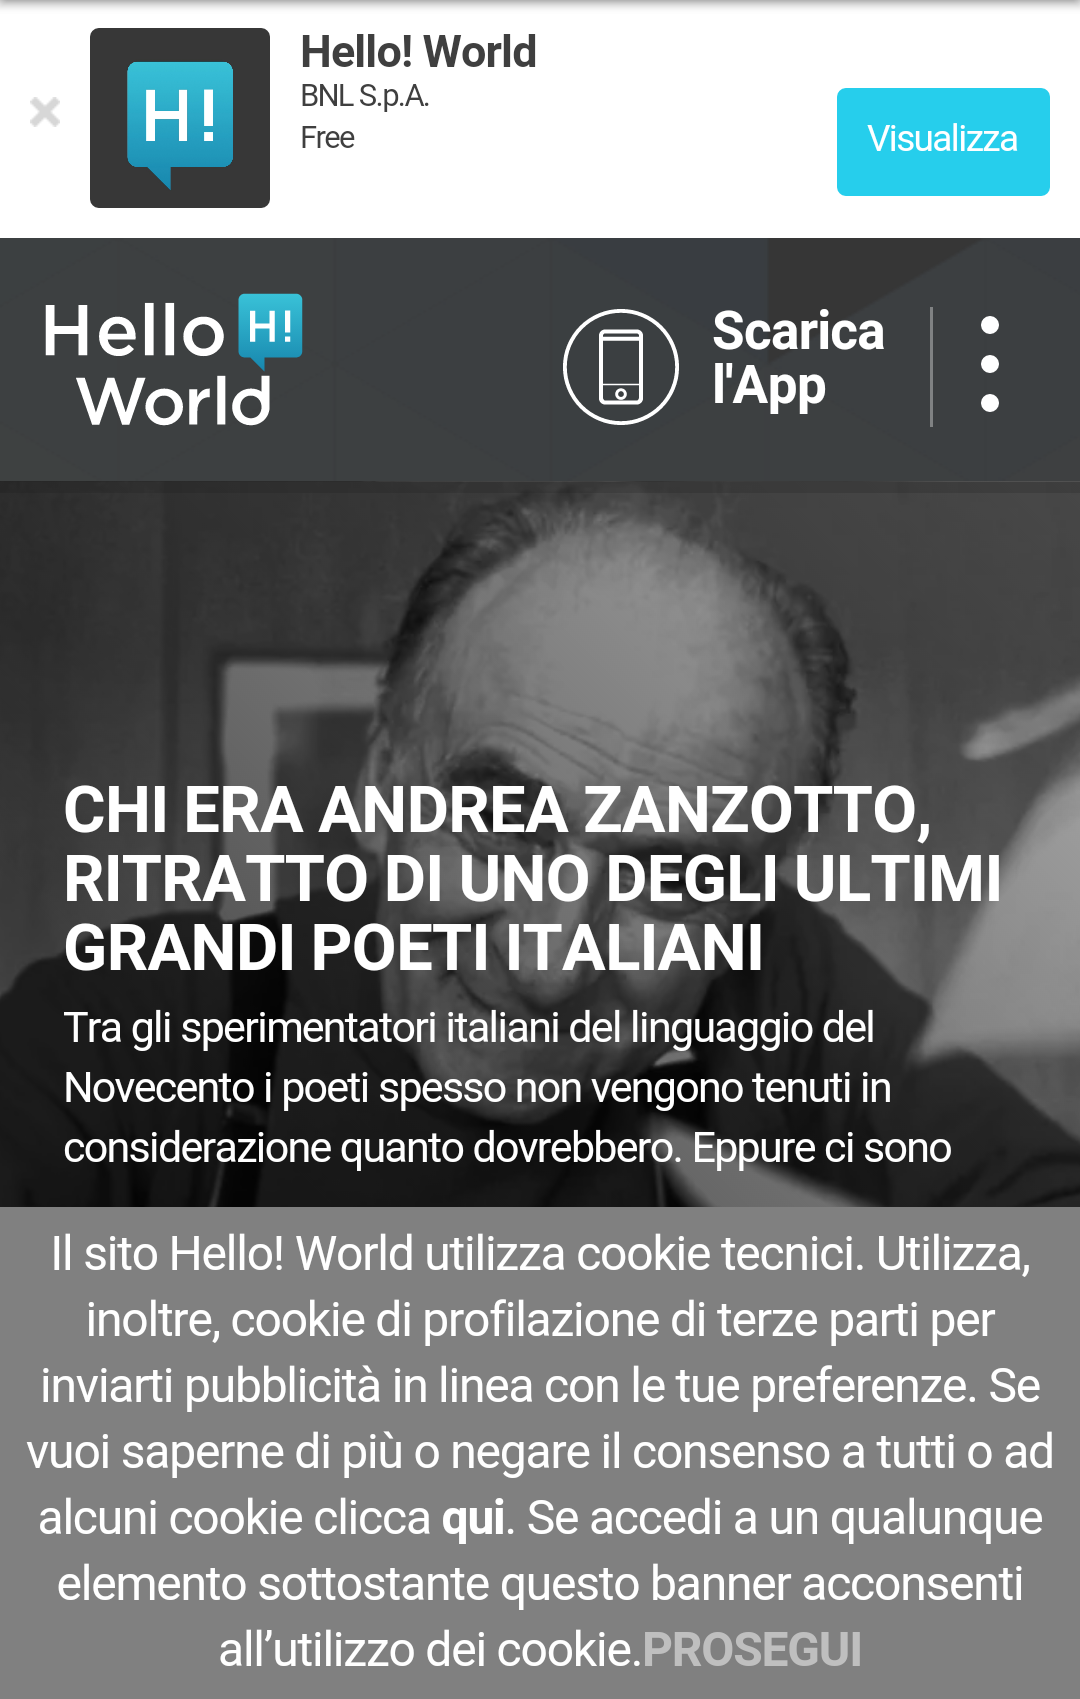 Hello! World
BNL S.p.A.
Free
H!
Visualizza
Hello H!
World
Scarica
l'App
CHI ERA ANDREA ZANZOTTO,
RITRATTO DI UNO DEGLI ULTIMI
GRANDI POETI ITALIANI
Tra gli sperimentatori italiani del linguaggio del
Novecento i poeti spesso non vengono tenuti in
considerazione quanto dovrebbero. Eppure ci sono
Il sito Hello! World utilizza cookie tecnici. Utilizza,
inoltre, cookie di profilazione di terze parti per
inviarti pubblicità in linea con le tue preferenze. Se
vuoi saperne di più o negare il consenso a tutti o ad
alcuni cookie clicca qui. Se accedi a un qualunque
elemento sottostante questo banner acconsenti
all’utilizzo dei cookie.PROSEGUI